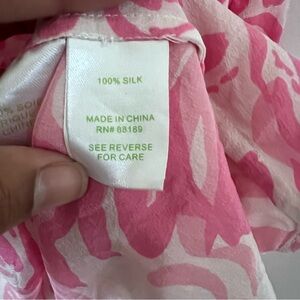 100% SILK
MADE IN CHINA
RN# 88189
SEE REVERSE
FOR CARE